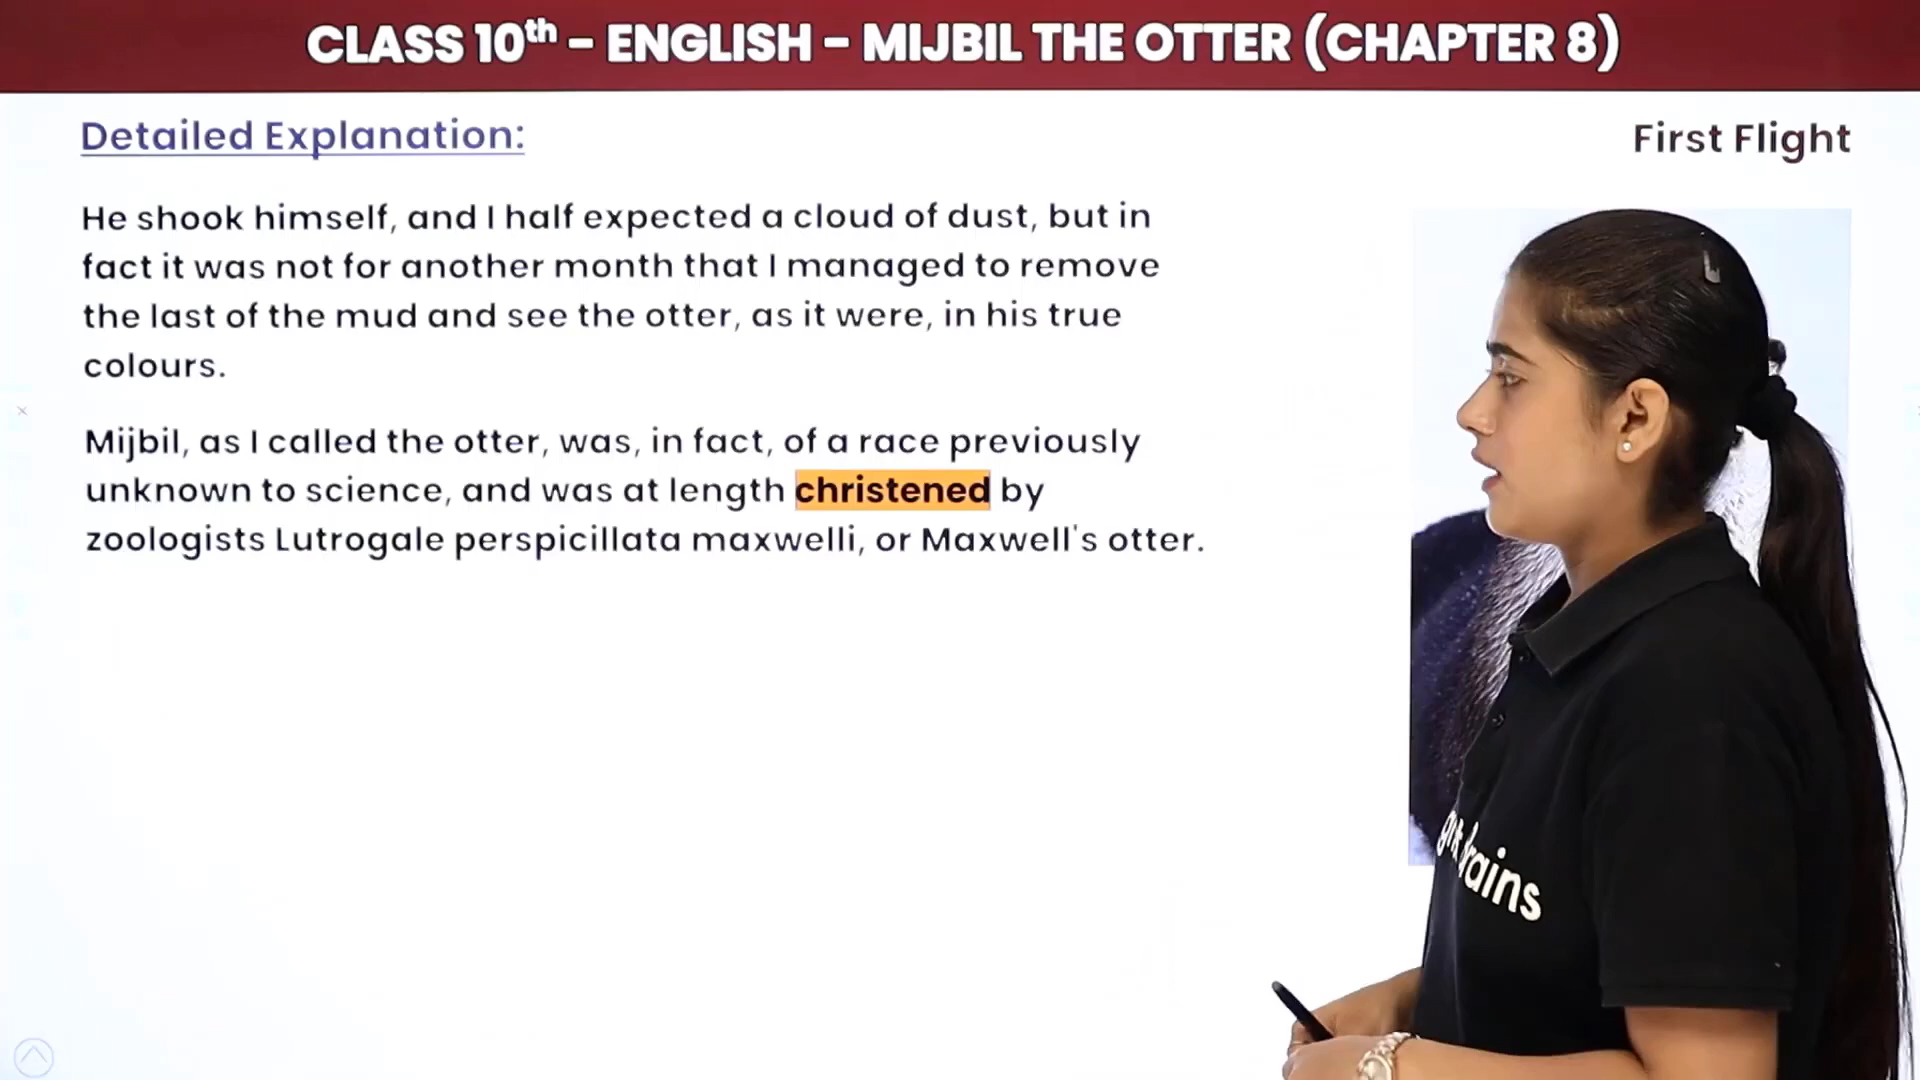 CLASS 10th - ENGLISH - MIJBIL THE OTTER (CHAPTER 8)
Detailed Explanation:
First Flight
He shook himself, and I half expected a cloud of dust, but in
fact it was not for another month that I managed to remove
the last of the mud and see the otter, as it were, in his true
colours.
Mijbil, as I called the otter, was, in fact, of a race previously
unknown to science, and was at length christened by
zoologists Lutrogale perspicillata maxwelli, or Maxwell's otter.